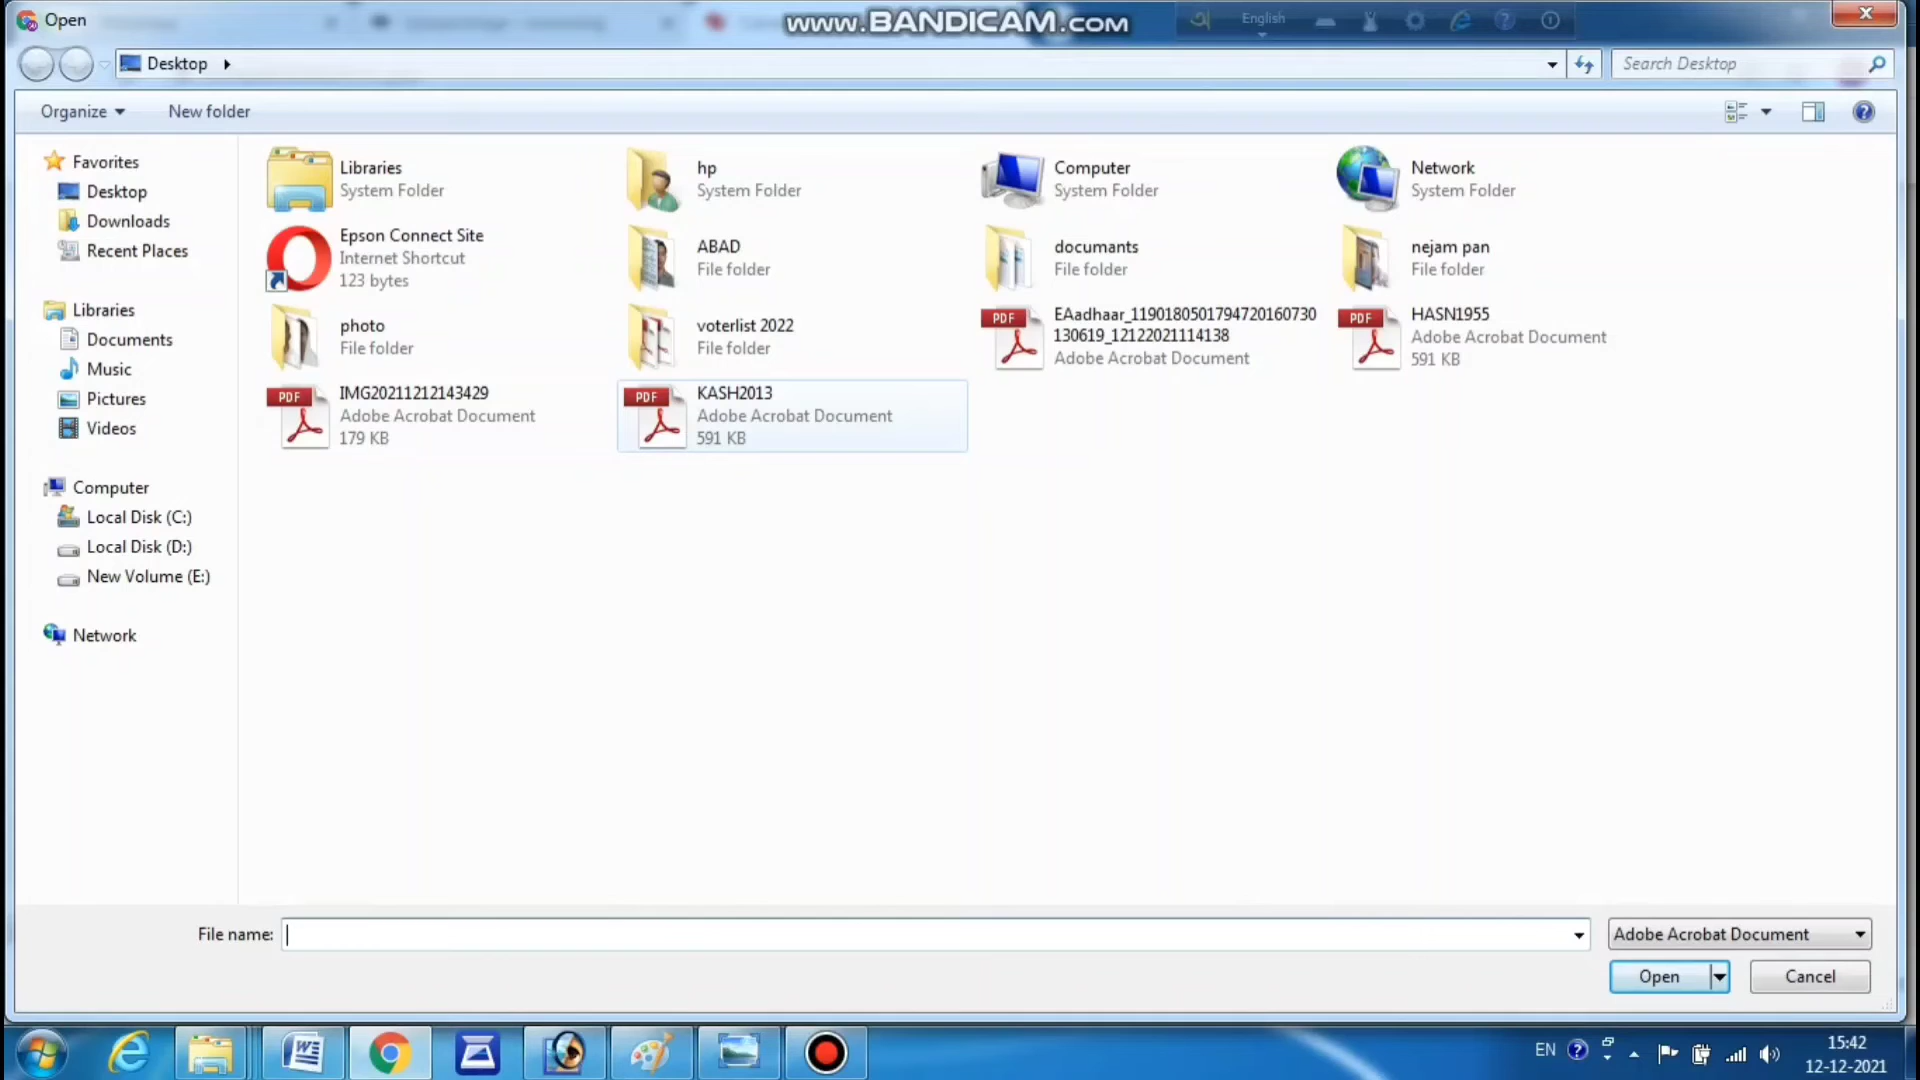 Open
www.BANDICAM.com
English
Desktop
Search Desktop
Organize
New folder
Favorites
Desktop
Downloads
Recent Places
Libraries
Documents
Music
Pictures
Videos
Computer
Local Disk (C:)
Local Disk (D:)
New Volume (E:)
Network
Libraries
System Folder
hp
System Folder
Computer
System Folder
Network
System Folder
Epson Connect Site
Internet Shortcut
123 bytes
ABAD
File folder
documants
File folder
nejam pan
File folder
photo
File folder
voterlist 2022
File folder
PDF
EAadhaar_1190180501794720160730
130619_12122021114138
Adobe Acrobat Document
PDF
HASN1955
Adobe Acrobat Document
591 KB
PDF
IMG20211212143429
Adobe Acrobat Document
179 KB
PDF
KASH2013
Adobe Acrobat Document
591 KB
File name:
Adobe Acrobat Document
Open
Cancel
EN
15:42
12-12-2021